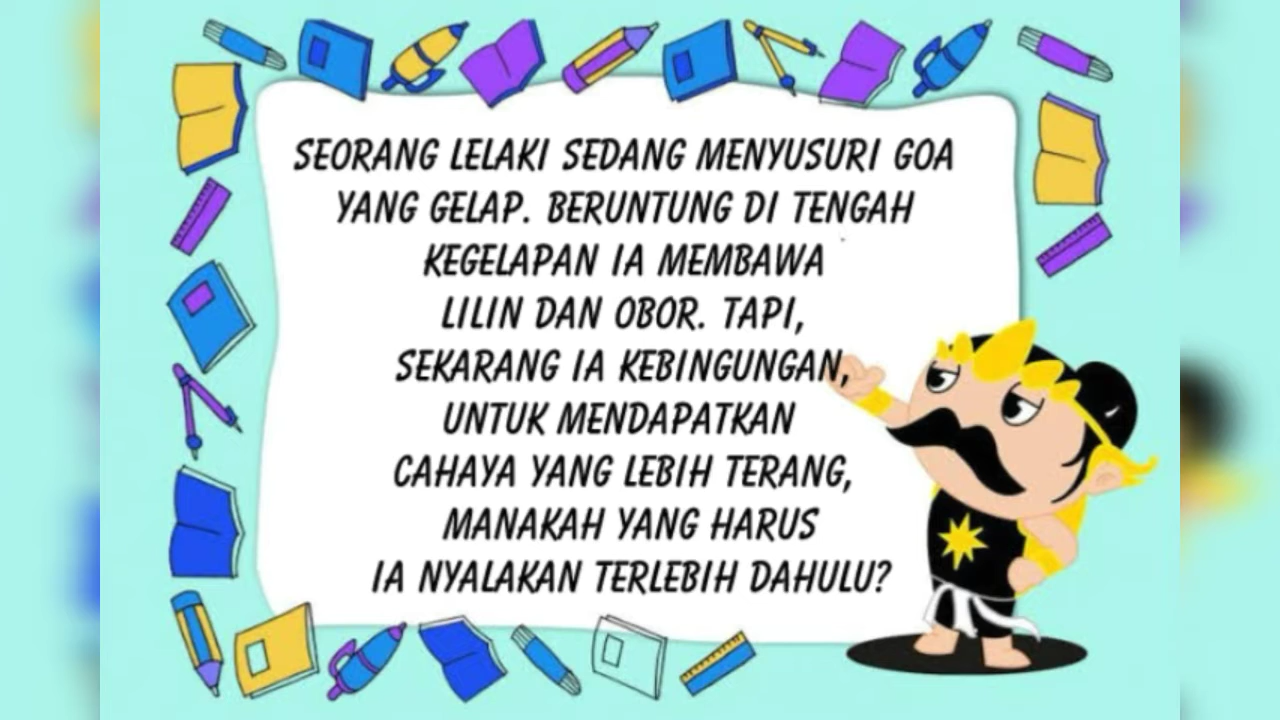 SEORANG LELAKI SEDANG MENYUSURI GOA
YANG GELAP. BERUNTUNG DI TENGAH
KEGELAPAN IA MEMBAWA
LILIN DAN OBOR. TAPI,
SEKARANG IA KEBINGUNGAN,
UNTUK MENDAPATKAN
CAHAYA YANG LEBIH TERANG,
MANAKAH YANG HARUS
IA NYALAKAN TERLEBIH DAHULU?